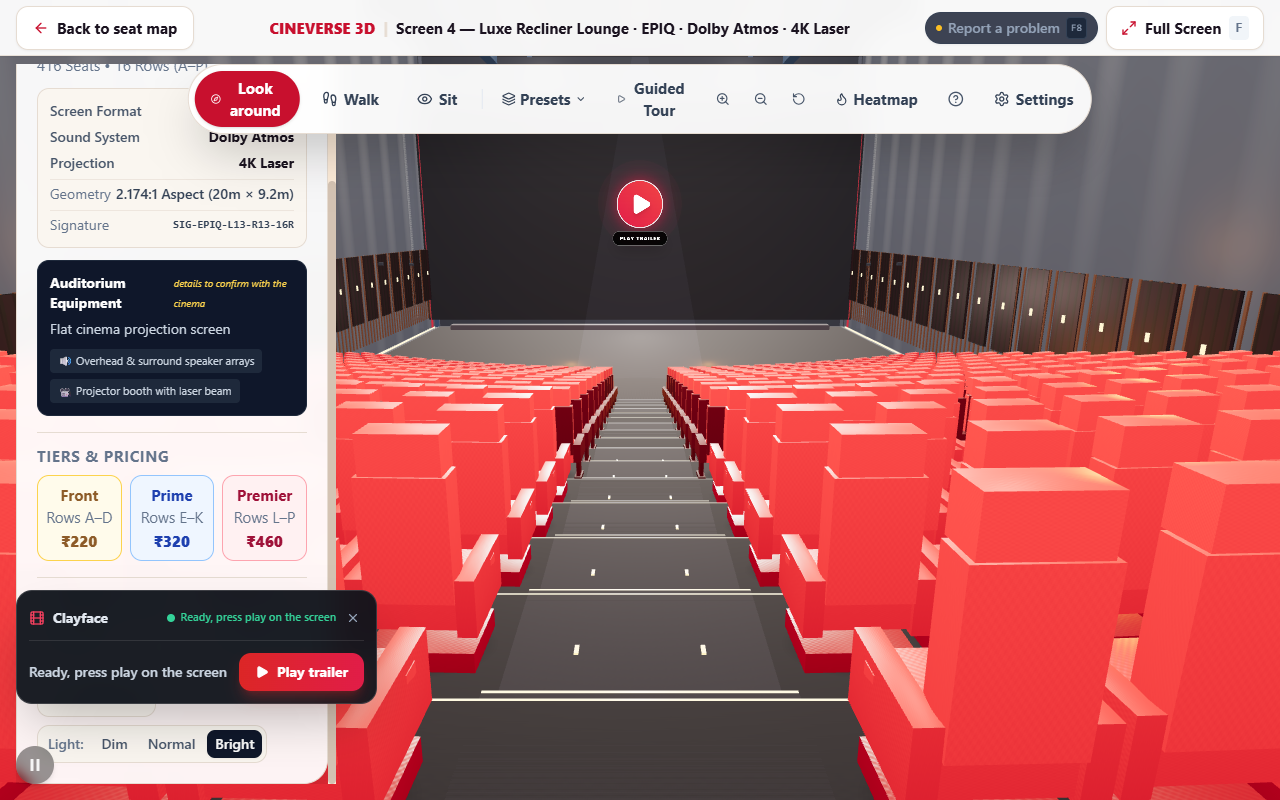 Back to seat map
CINEVERSE 3D | Screen 4 — Luxe Recliner Lounge · EPIQ · Dolby Atmos · 4K Laser
Report a problem F8
Full Screen F
416 Seats • 16 Rows (A–P)
Look around
Walk
Sit
Presets
Guided Tour
Heatmap
Settings
Screen Format
Sound System Dolby Atmos
Projection 4K Laser
Geometry 2.174:1 Aspect (20m × 9.2m)
Signature SIG-EPIQ-L13-R13-16R
PLAY TRAILER
Auditorium Equipment
details to confirm with the cinema
Flat cinema projection screen
Overhead & surround speaker arrays
Projector booth with laser beam
TIERS & PRICING
Front Prime Premier
Rows A–D Rows E–K Rows L–P
₹220 ₹320 ₹460
Clayface Ready, press play on the screen
Ready, press play on the screen Play trailer
Light: Dim Normal Bright